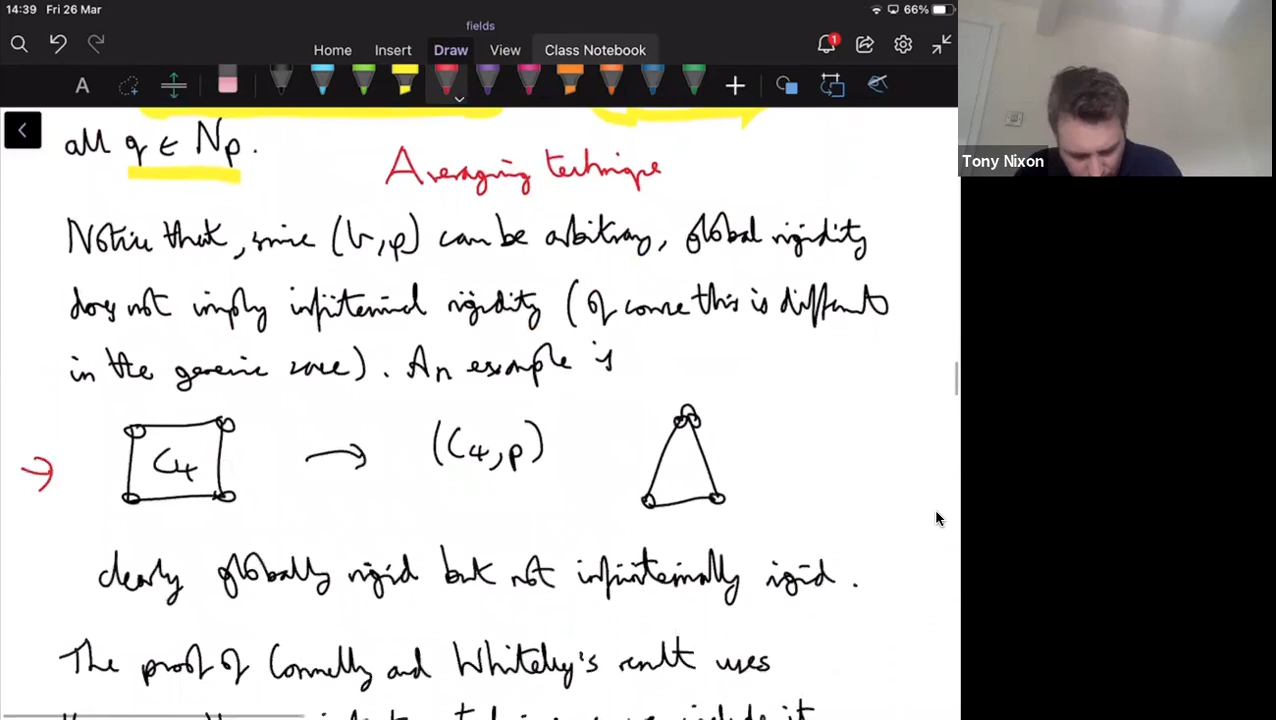 14:39 Fri 26 Mar
66%
fields
Home Insert Draw View Class Notebook
1
A
all q ∈ Np.
Averaging technique
Notice that, since (G,p) can be arbitrary, global rigidity
does not imply infinitesimal rigidity (of course this is different
in the generic case). An example is
→ C4 → (C4,p)
clearly globally rigid but not infinitesimally rigid.
The proof of Connelly and Whiteley's result uses
include it
Tony Nixon